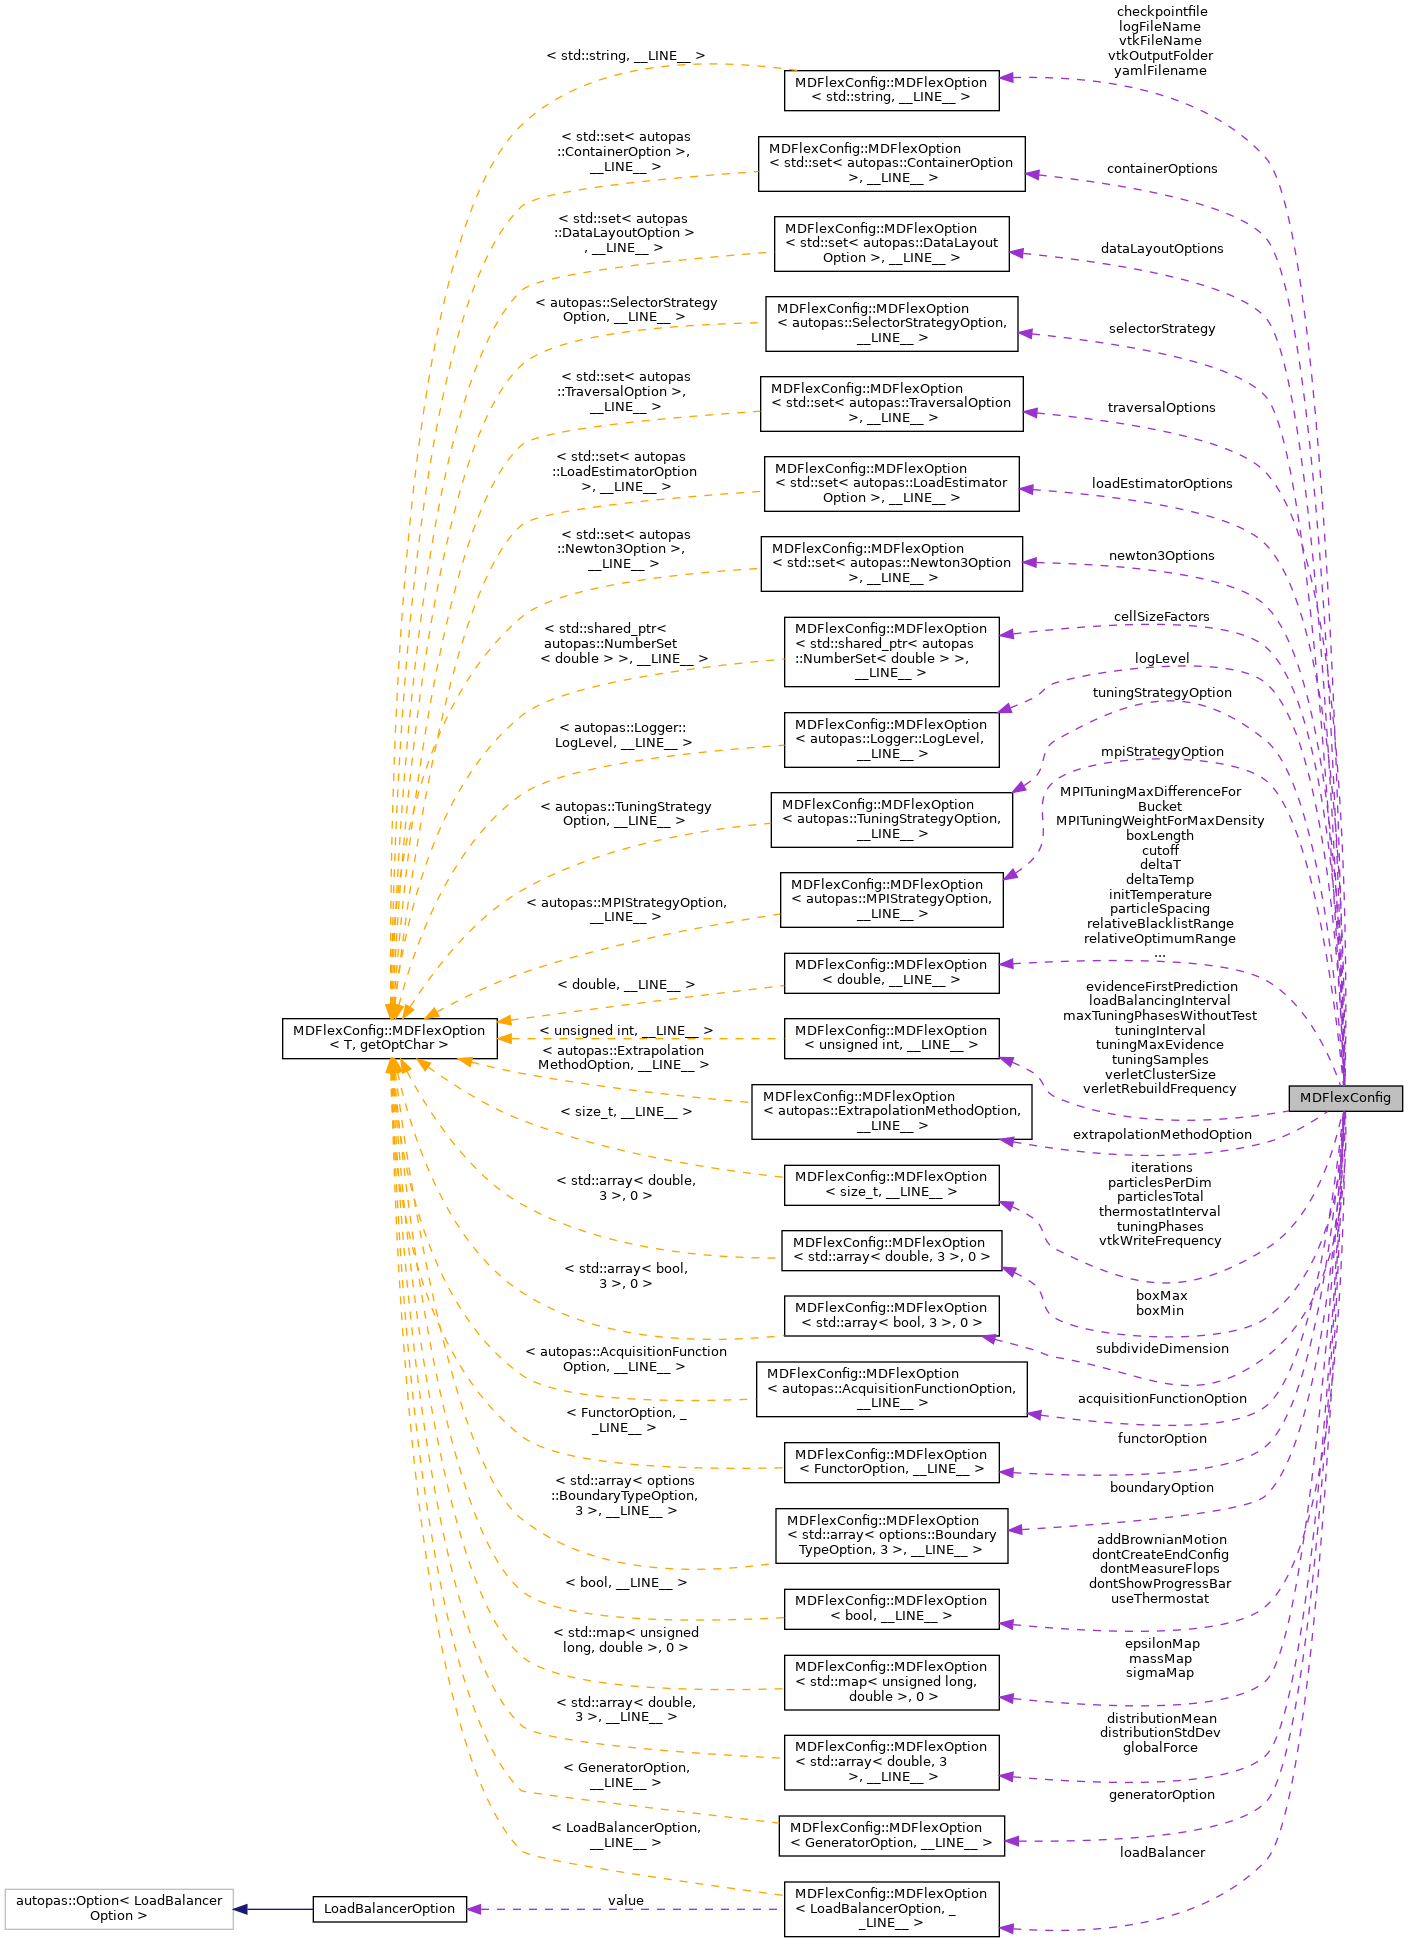 checkpointfile
logFileName
vtkFileName
vtkOutputFolder
yamlFilename
< std::string, __LINE__ >
MDFlexConfig::MDFlexOption
< std::string, __LINE__ >
< std::set< autopas
::ContainerOption >,
__LINE__ >
MDFlexConfig::MDFlexOption
< std::set< autopas::ContainerOption
>, __LINE__ >
containerOptions
< std::set< autopas
::DataLayoutOption >
, __LINE__ >
MDFlexConfig::MDFlexOption
< std::set< autopas::DataLayout
Option >, __LINE__ >
dataLayoutOptions
< autopas::SelectorStrategy
Option, __LINE__ >
MDFlexConfig::MDFlexOption
< autopas::SelectorStrategyOption,
__LINE__ >
selectorStrategy
< std::set< autopas
::TraversalOption >,
__LINE__ >
MDFlexConfig::MDFlexOption
< std::set< autopas::TraversalOption
>, __LINE__ >
traversalOptions
< std::set< autopas
::LoadEstimatorOption
>, __LINE__ >
MDFlexConfig::MDFlexOption
< std::set< autopas::LoadEstimator
Option >, __LINE__ >
loadEstimatorOptions
< std::set< autopas
::Newton3Option >,
__LINE__ >
MDFlexConfig::MDFlexOption
< std::set< autopas::Newton3Option
>, __LINE__ >
newton3Options
< std::shared_ptr<
autopas::NumberSet
< double > >, __LINE__ >
MDFlexConfig::MDFlexOption
< std::shared_ptr< autopas
::NumberSet< double > >,
__LINE__ >
cellSizeFactors
< autopas::Logger::
LogLevel, __LINE__ >
MDFlexConfig::MDFlexOption
< autopas::Logger::LogLevel,
__LINE__ >
logLevel
< autopas::TuningStrategy
Option, __LINE__ >
MDFlexConfig::MDFlexOption
< autopas::TuningStrategyOption,
__LINE__ >
tuningStrategyOption
< autopas::MPIStrategyOption,
__LINE__ >
MDFlexConfig::MDFlexOption
< autopas::MPIStrategyOption,
__LINE__ >
mpiStrategyOption
MPITuningMaxDifferenceFor
Bucket
MPITuningWeightForMaxDensity
boxLength
cutoff
deltaT
deltaTemp
initTemperature
particleSpacing
relativeBlacklistRange
relativeOptimumRange
...
< double, __LINE__ >
MDFlexConfig::MDFlexOption
< double, __LINE__ >
MDFlexConfig::MDFlexOption
< T, getOptChar >
< unsigned int, __LINE__ >
MDFlexConfig::MDFlexOption
< unsigned int, __LINE__ >
evidenceFirstPrediction
loadBalancingInterval
maxTuningPhasesWithoutTest
tuningInterval
tuningMaxEvidence
tuningSamples
verletClusterSize
verletRebuildFrequency
MDFlexConfig
< autopas::Extrapolation
MethodOption, __LINE__ >
MDFlexConfig::MDFlexOption
< autopas::ExtrapolationMethodOption,
__LINE__ >
extrapolationMethodOption
< size_t, __LINE__ >
MDFlexConfig::MDFlexOption
< size_t, __LINE__ >
iterations
particlesPerDim
particlesTotal
thermostatInterval
tuningPhases
vtkWriteFrequency
< std::array< double,
3 >, 0 >
MDFlexConfig::MDFlexOption
< std::array< double, 3 >, 0 >
boxMax
boxMin
< std::array< bool,
3 >, 0 >
MDFlexConfig::MDFlexOption
< std::array< bool, 3 >, 0 >
subdivideDimension
< autopas::AcquisitionFunction
Option, __LINE__ >
MDFlexConfig::MDFlexOption
< autopas::AcquisitionFunctionOption,
__LINE__ >
acquisitionFunctionOption
< FunctorOption, _
_LINE__ >
MDFlexConfig::MDFlexOption
< FunctorOption, __LINE__ >
functorOption
< std::array< options
::BoundaryTypeOption,
3 >, __LINE__ >
MDFlexConfig::MDFlexOption
< std::array< options::Boundary
TypeOption, 3 >, __LINE__ >
boundaryOption
< bool, __LINE__ >
MDFlexConfig::MDFlexOption
< bool, __LINE__ >
addBrownianMotion
dontCreateEndConfig
dontMeasureFlops
dontShowProgressBar
useThermostat
< std::map< unsigned
long, double >, 0 >
MDFlexConfig::MDFlexOption
< std::map< unsigned long,
double >, 0 >
epsilonMap
massMap
sigmaMap
< std::array< double,
3 >, __LINE__ >
MDFlexConfig::MDFlexOption
< std::array< double, 3
>, __LINE__ >
distributionMean
distributionStdDev
globalForce
< GeneratorOption,
__LINE__ >
MDFlexConfig::MDFlexOption
< GeneratorOption, __LINE__ >
generatorOption
< LoadBalancerOption,
__LINE__ >
MDFlexConfig::MDFlexOption
< LoadBalancerOption, _
_LINE__ >
loadBalancer
autopas::Option< LoadBalancer
Option >
LoadBalancerOption
value